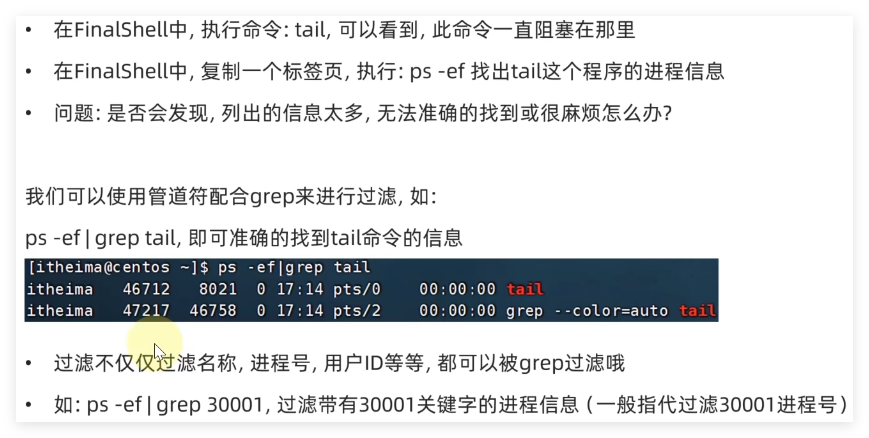 • 在FinalShell中, 执行命令: tail, 可以看到, 此命令一直阻塞在那里
• 在FinalShell中, 复制一个标签页, 执行: ps -ef 找出tail这个程序的进程信息
• 问题: 是否会发现, 列出的信息太多, 无法准确的找到或很麻烦怎么办?
我们可以使用管道符配合grep来进行过滤, 如:
ps -ef | grep tail, 即可准确的找到tail命令的信息
[itheima@centos ~]$ ps -ef|grep tail
itheima 46712 8021 0 17:14 pts/0 00:00:00 tail
itheima 47217 46758 0 17:14 pts/2 00:00:00 grep --color=auto tail
• 过滤不仅仅过滤名称, 进程号, 用户ID等等, 都可以被grep过滤哦
• 如: ps -ef | grep 30001, 过滤带有30001关键字的进程信息 (一般指代过滤30001进程号)